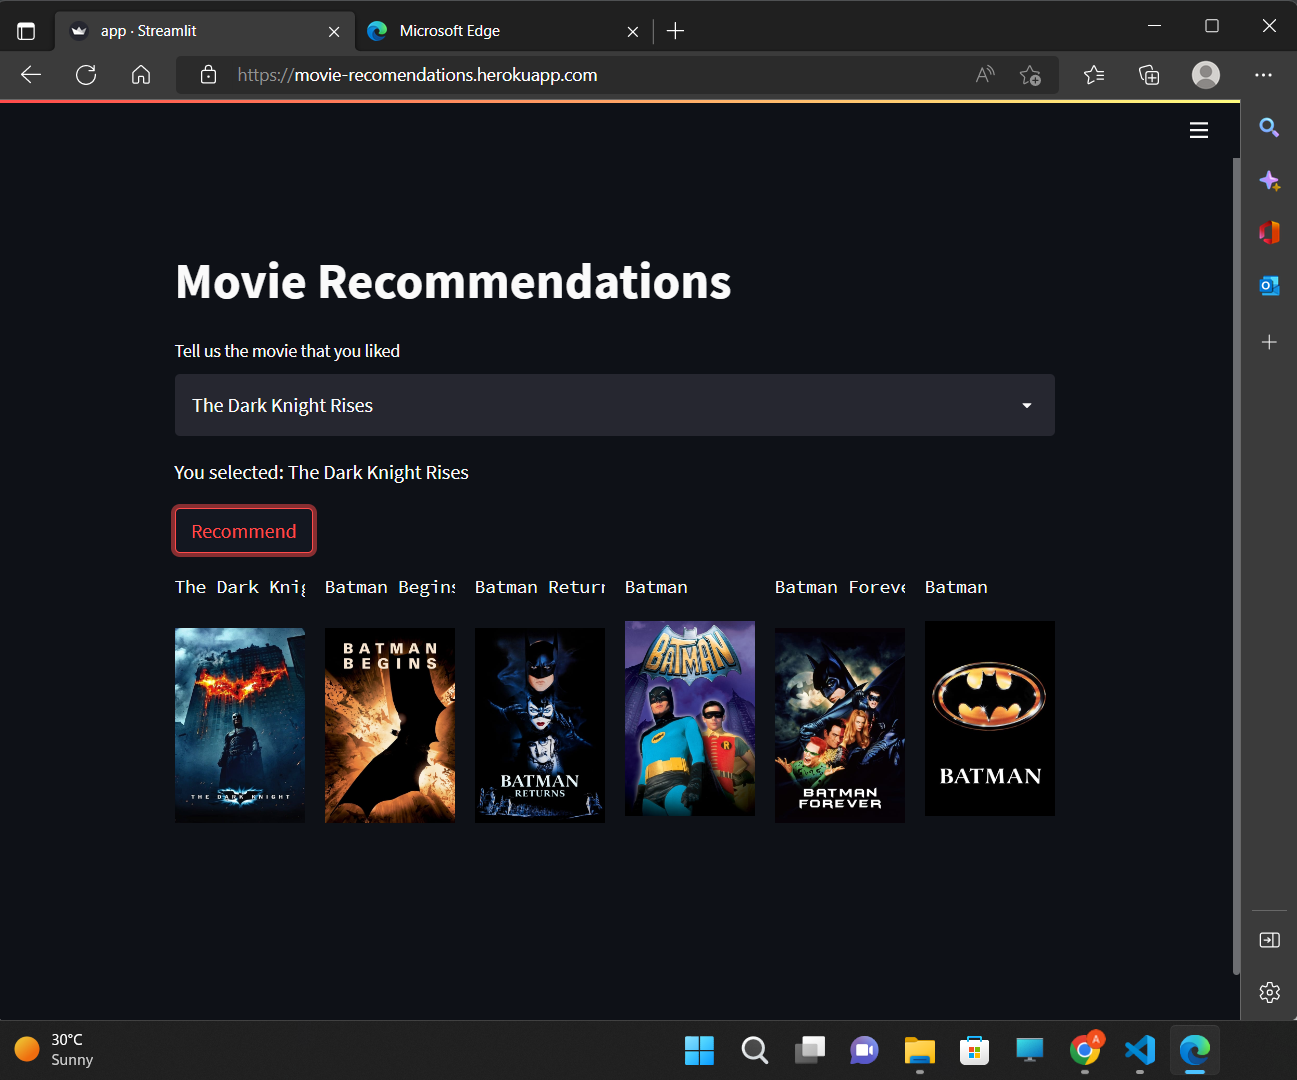 app · Streamlit
Microsoft Edge
https://movie-recomendations.herokuapp.com
Movie Recommendations
Tell us the movie that you liked
The Dark Knight Rises
You selected: The Dark Knight Rises
Recommend
The Dark Knig
Batman Begins
Batman Return
Batman
Batman Foreve
Batman
THE DARK KNIGHT
BATMAN
BEGINS
BATMAN
RETURNS
BATMAN
R
BATMAN
FOREVER
BATMAN
A
30°C
Sunny